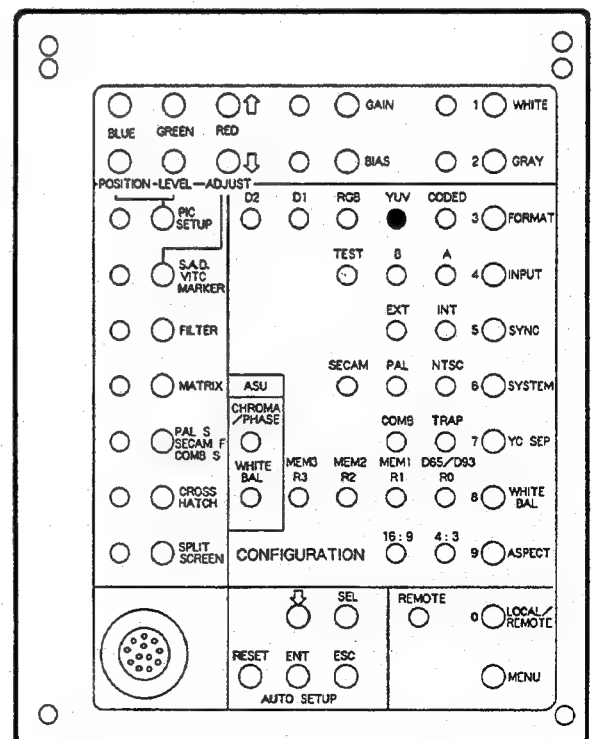 GAIN 1 WHITE
BLUE GREEN RED
BIAS 2 GRAY
POSITION LEVEL ADJUST
D2 D1 RGB YUV CODED
PIC SETUP 3 FORMAT
TEST B A
S.A.D. VITC MARKER 4 INPUT
EXT INT
FILTER 5 SYNC
SECAM PAL NTSC
MATRIX ASU 6 SYSTEM
CHROMA /PHASE COMB TRAP
PAL S SECAM F COMB S 7 YC SEP
WHITE BAL MEM3 R3 MEM2 R2 MEM1 R1 D65/D93 R0
CROSS HATCH 8 WHITE BAL
16:9 4:3
SPLIT SCREEN CONFIGURATION 9 ASPECT
SEL REMOTE
0 LOCAL/ REMOTE
RESET ENT ESC
MENU
AUTO SETUP